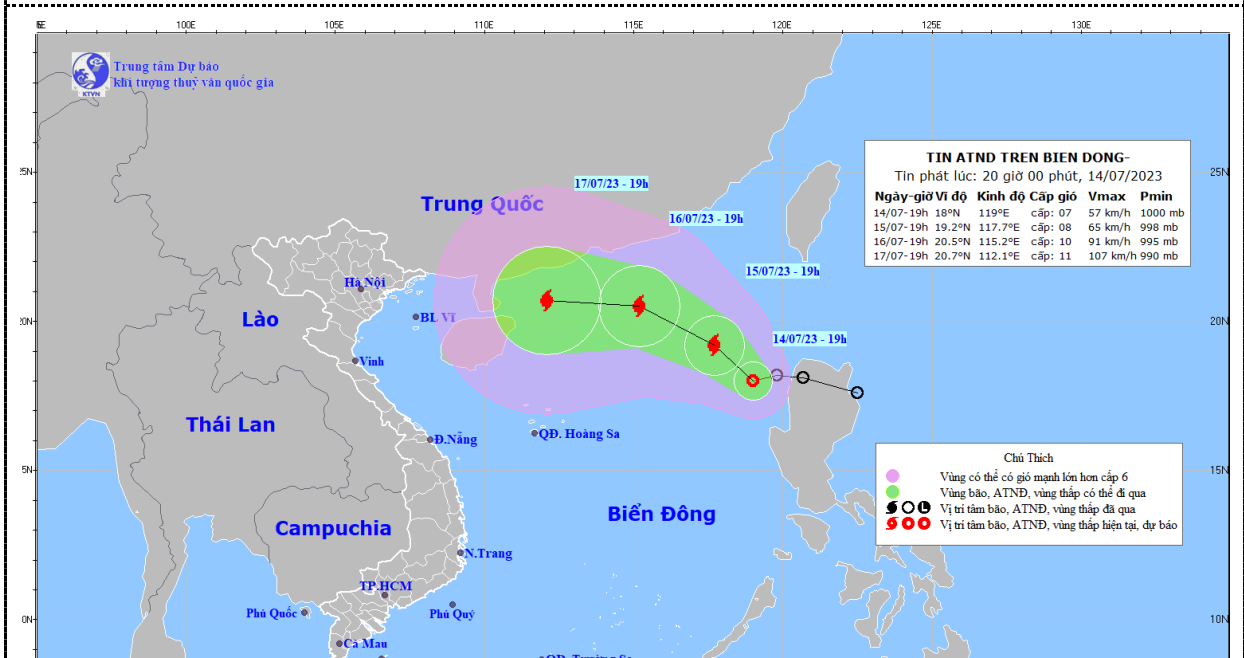 100E 105E 110E 115E 120E 125E 130E
Trung tâm Dự báo
khí tượng thuỷ văn quốc gia
KTVN
TIN ATND TREN BIEN DONG-
Tin phát lúc: 20 giờ 00 phút, 14/07/2023
Ngày-giờ Vĩ độ Kinh độ Cấp gió Vmax Pmin
14/07-19h 18°N 119°E cấp: 07 57 km/h 1000 mb
15/07-19h 19.2°N 117.7°E cấp: 08 65 km/h 998 mb
16/07-19h 20.5°N 115.2°E cấp: 10 91 km/h 995 mb
17/07-19h 20.7°N 112.1°E cấp: 11 107 km/h 990 mb
25N
17/07/23 - 19h
Trung Quốc
16/07/23 - 19h
15/07/23 - 19h
Hà Nội
Lào
BL VĨ
20N
14/07/23 - 19h
Vinh
Thái Lan
Đ.Nẵng
QĐ. Hoàng Sa
5N
15N
Chú Thích
Vùng có thể có gió mạnh lớn hơn cấp 6
Vùng bão, ATNĐ, vùng thấp có thể đi qua
Vị trí tâm bão, ATNĐ, vùng thấp đã qua
Vị trí tâm bão, ATNĐ, vùng thấp hiện tại, dự báo
Biển Đông
Campuchia
N.Trang
TP.HCM
Phú Quốc
Phú Quý
0N
10N
Cà Mau